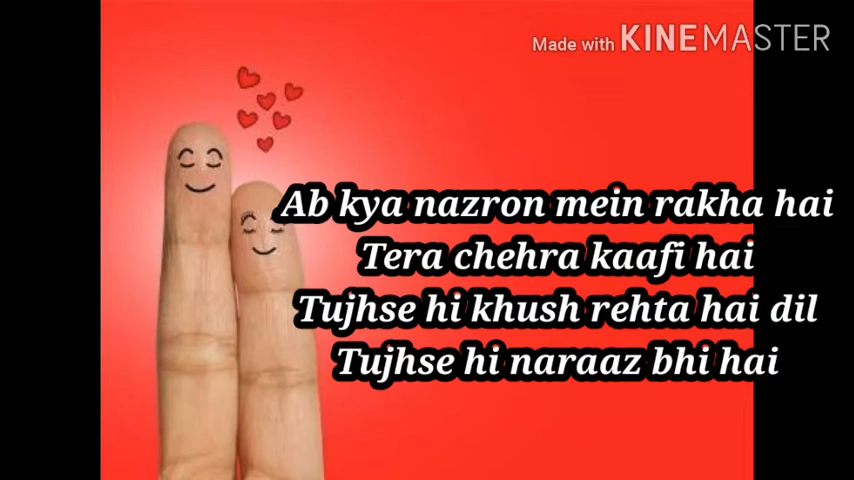 Made with KINEMASTER
Ab kya nazron mein rakha hai
Tera chehra kaafi hai
Tujhse hi khush rehta hai dil
Tujhse hi naraaz bhi hai